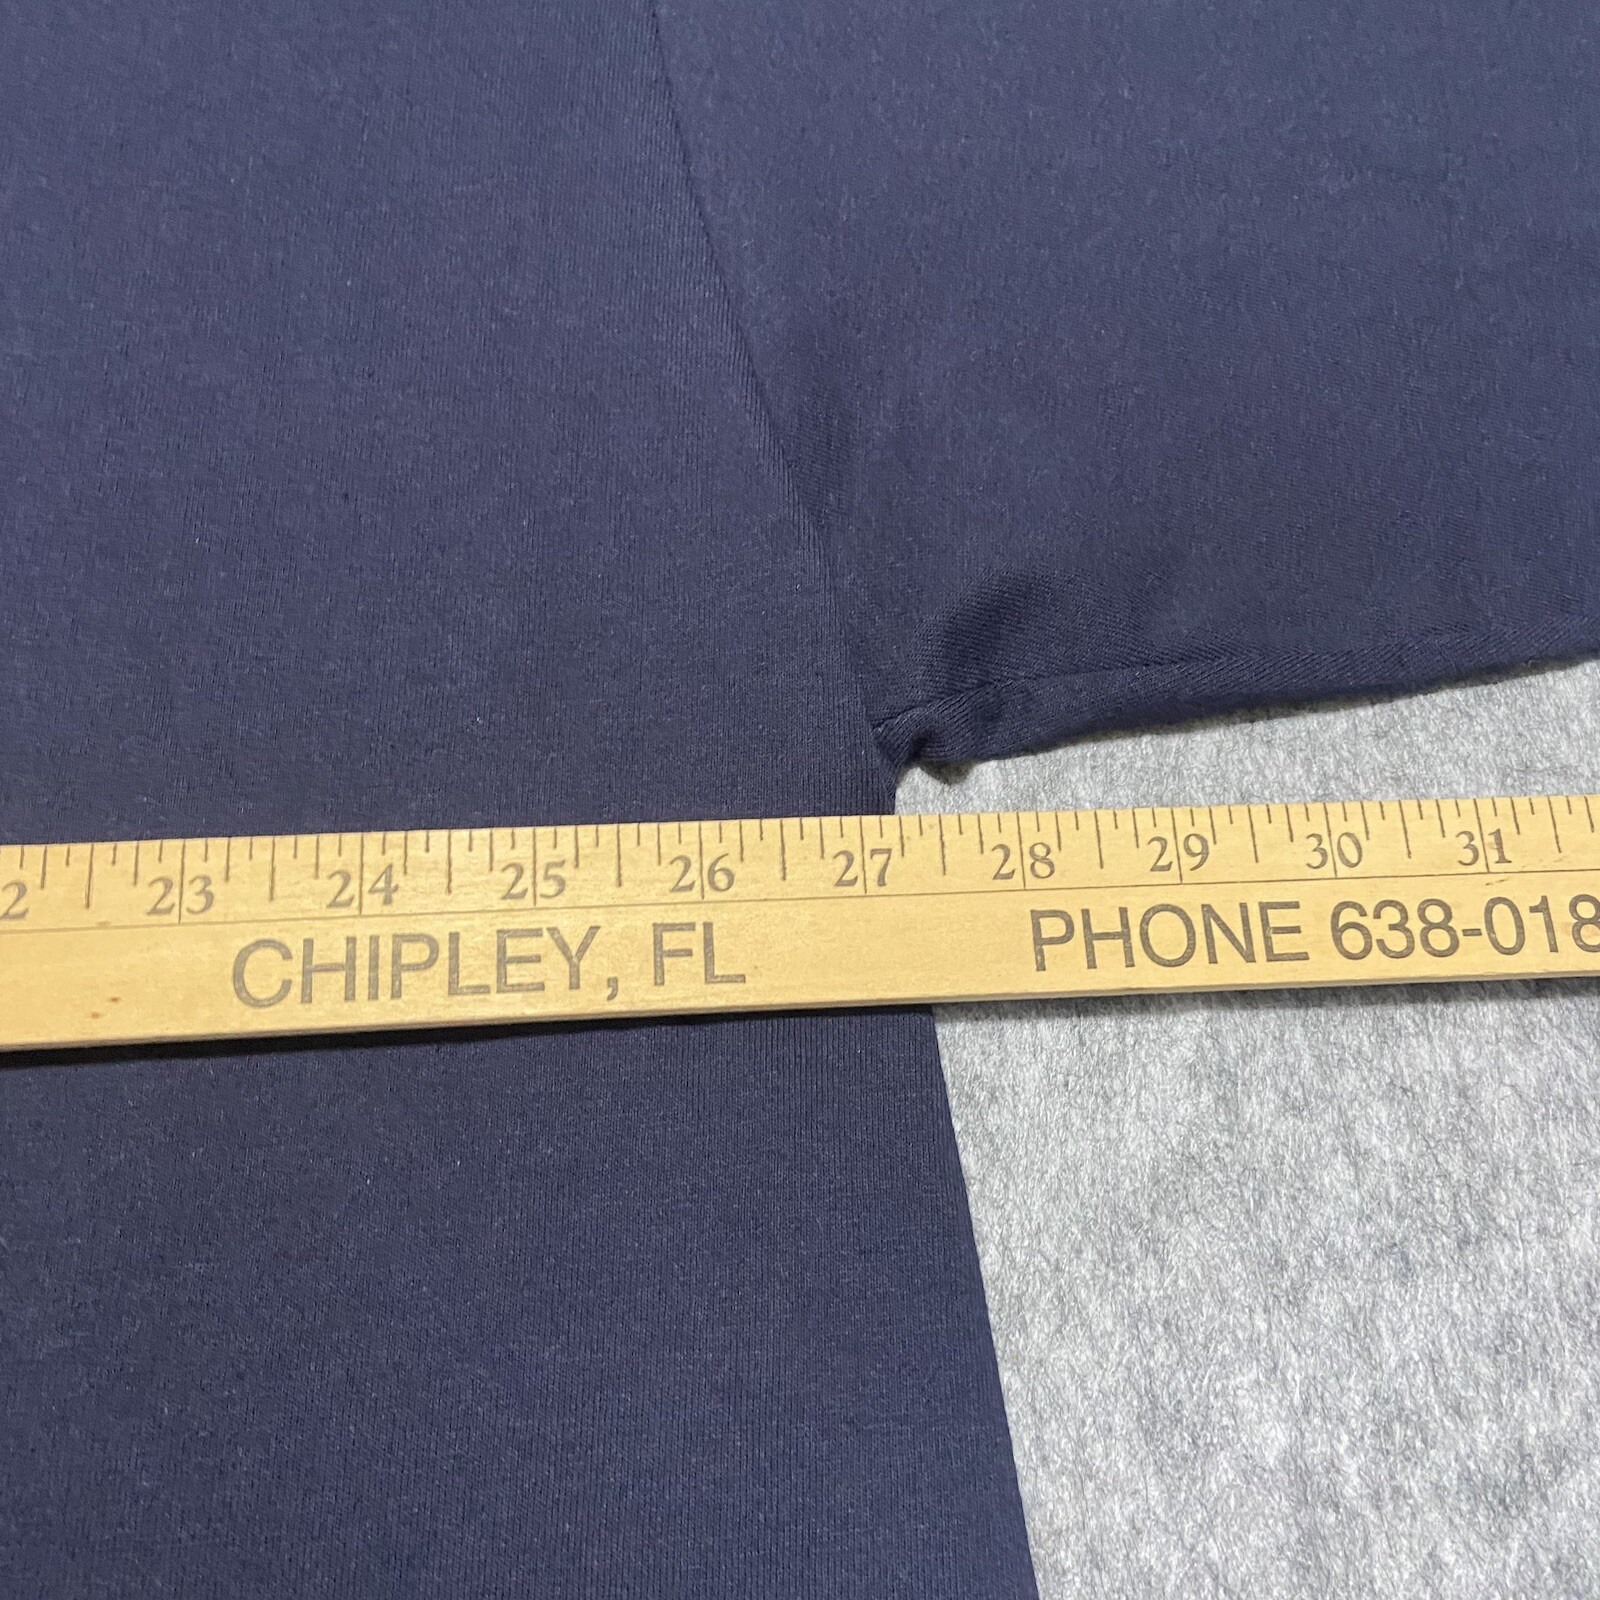 2 23 24 25 26 27 28 29 30 31
CHIPLEY, FL PHONE 638-018